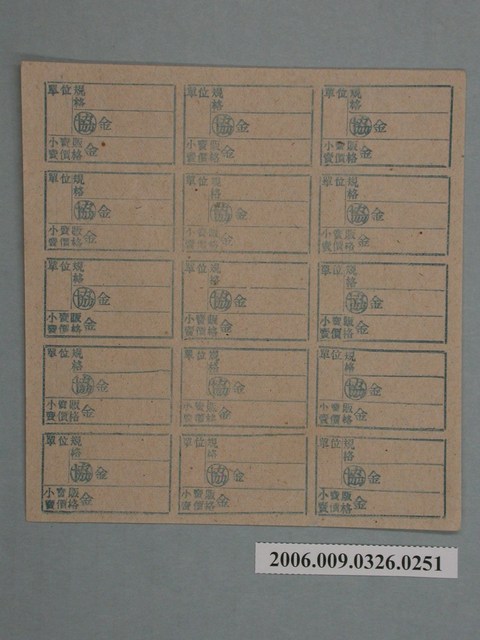 單位規
格
協金
小賣販
賣價格金
單位規
格
協金
小賣販
賣價格金
單位規
格
協金
小賣販
賣價格金
單位規
格
協金
小賣販
賣價格金
單位規
格
協金
小賣販
賣價格金
單位規
格
協金
小賣販
賣價格金
單位規
格
協金
小賣販
賣價格金
單位規
格
協金
小賣販
賣價格金
單位規
格
協金
小賣販
賣價格金
單位規
格
協金
小賣販
賣價格金
單位規
格
協金
小賣販
賣價格金
單位規
格
協金
小賣販
賣價格金
單位規
格
協金
小賣販
賣價格金
單位規
格
協金
小賣販
賣價格金
單位規
格
協金
小賣販
賣價格金
2006.009.0326.0251